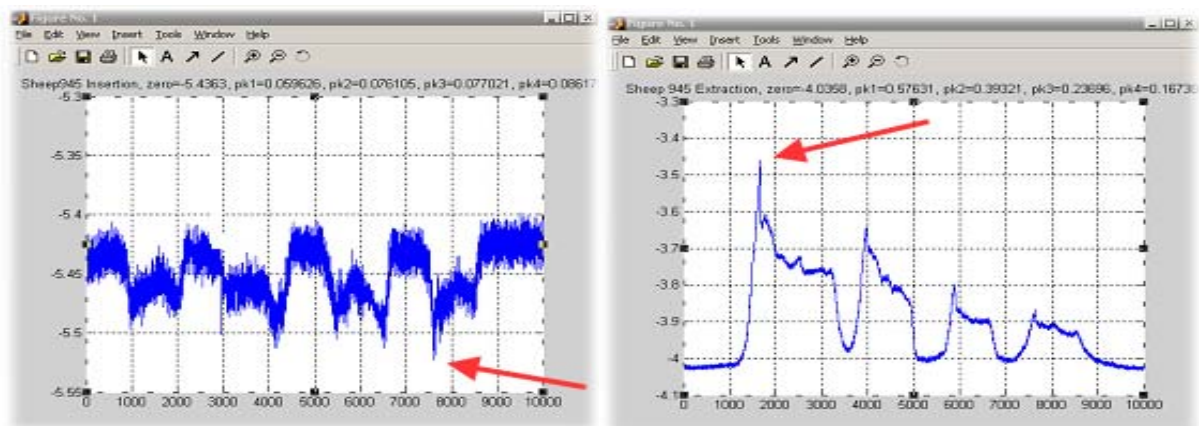 Figure No. 1
File Edit View Insert Tools Window Help
Sheep945 Insertion, zero=-5.4363, pk1=0.059626, pk2=0.076105, pk3=0.077021, pk4=0.08617
-5.3
-5.35
-5.4
-5.45
-5.5
-5.55
0 1000 2000 3000 4000 5000 6000 7000 8000 9000 10000
Figure No. 1
File Edit View Insert Tools Window Help
Sheep 945 Extraction, zero=-4.0358, pk1=0.57631, pk2=0.39321, pk3=0.23696, pk4=0.1673
-3.3
-3.4
-3.5
-3.6
-3.7
-3.8
-3.9
-4
-4.1
0 1000 2000 3000 4000 5000 6000 7000 8000 9000 10000